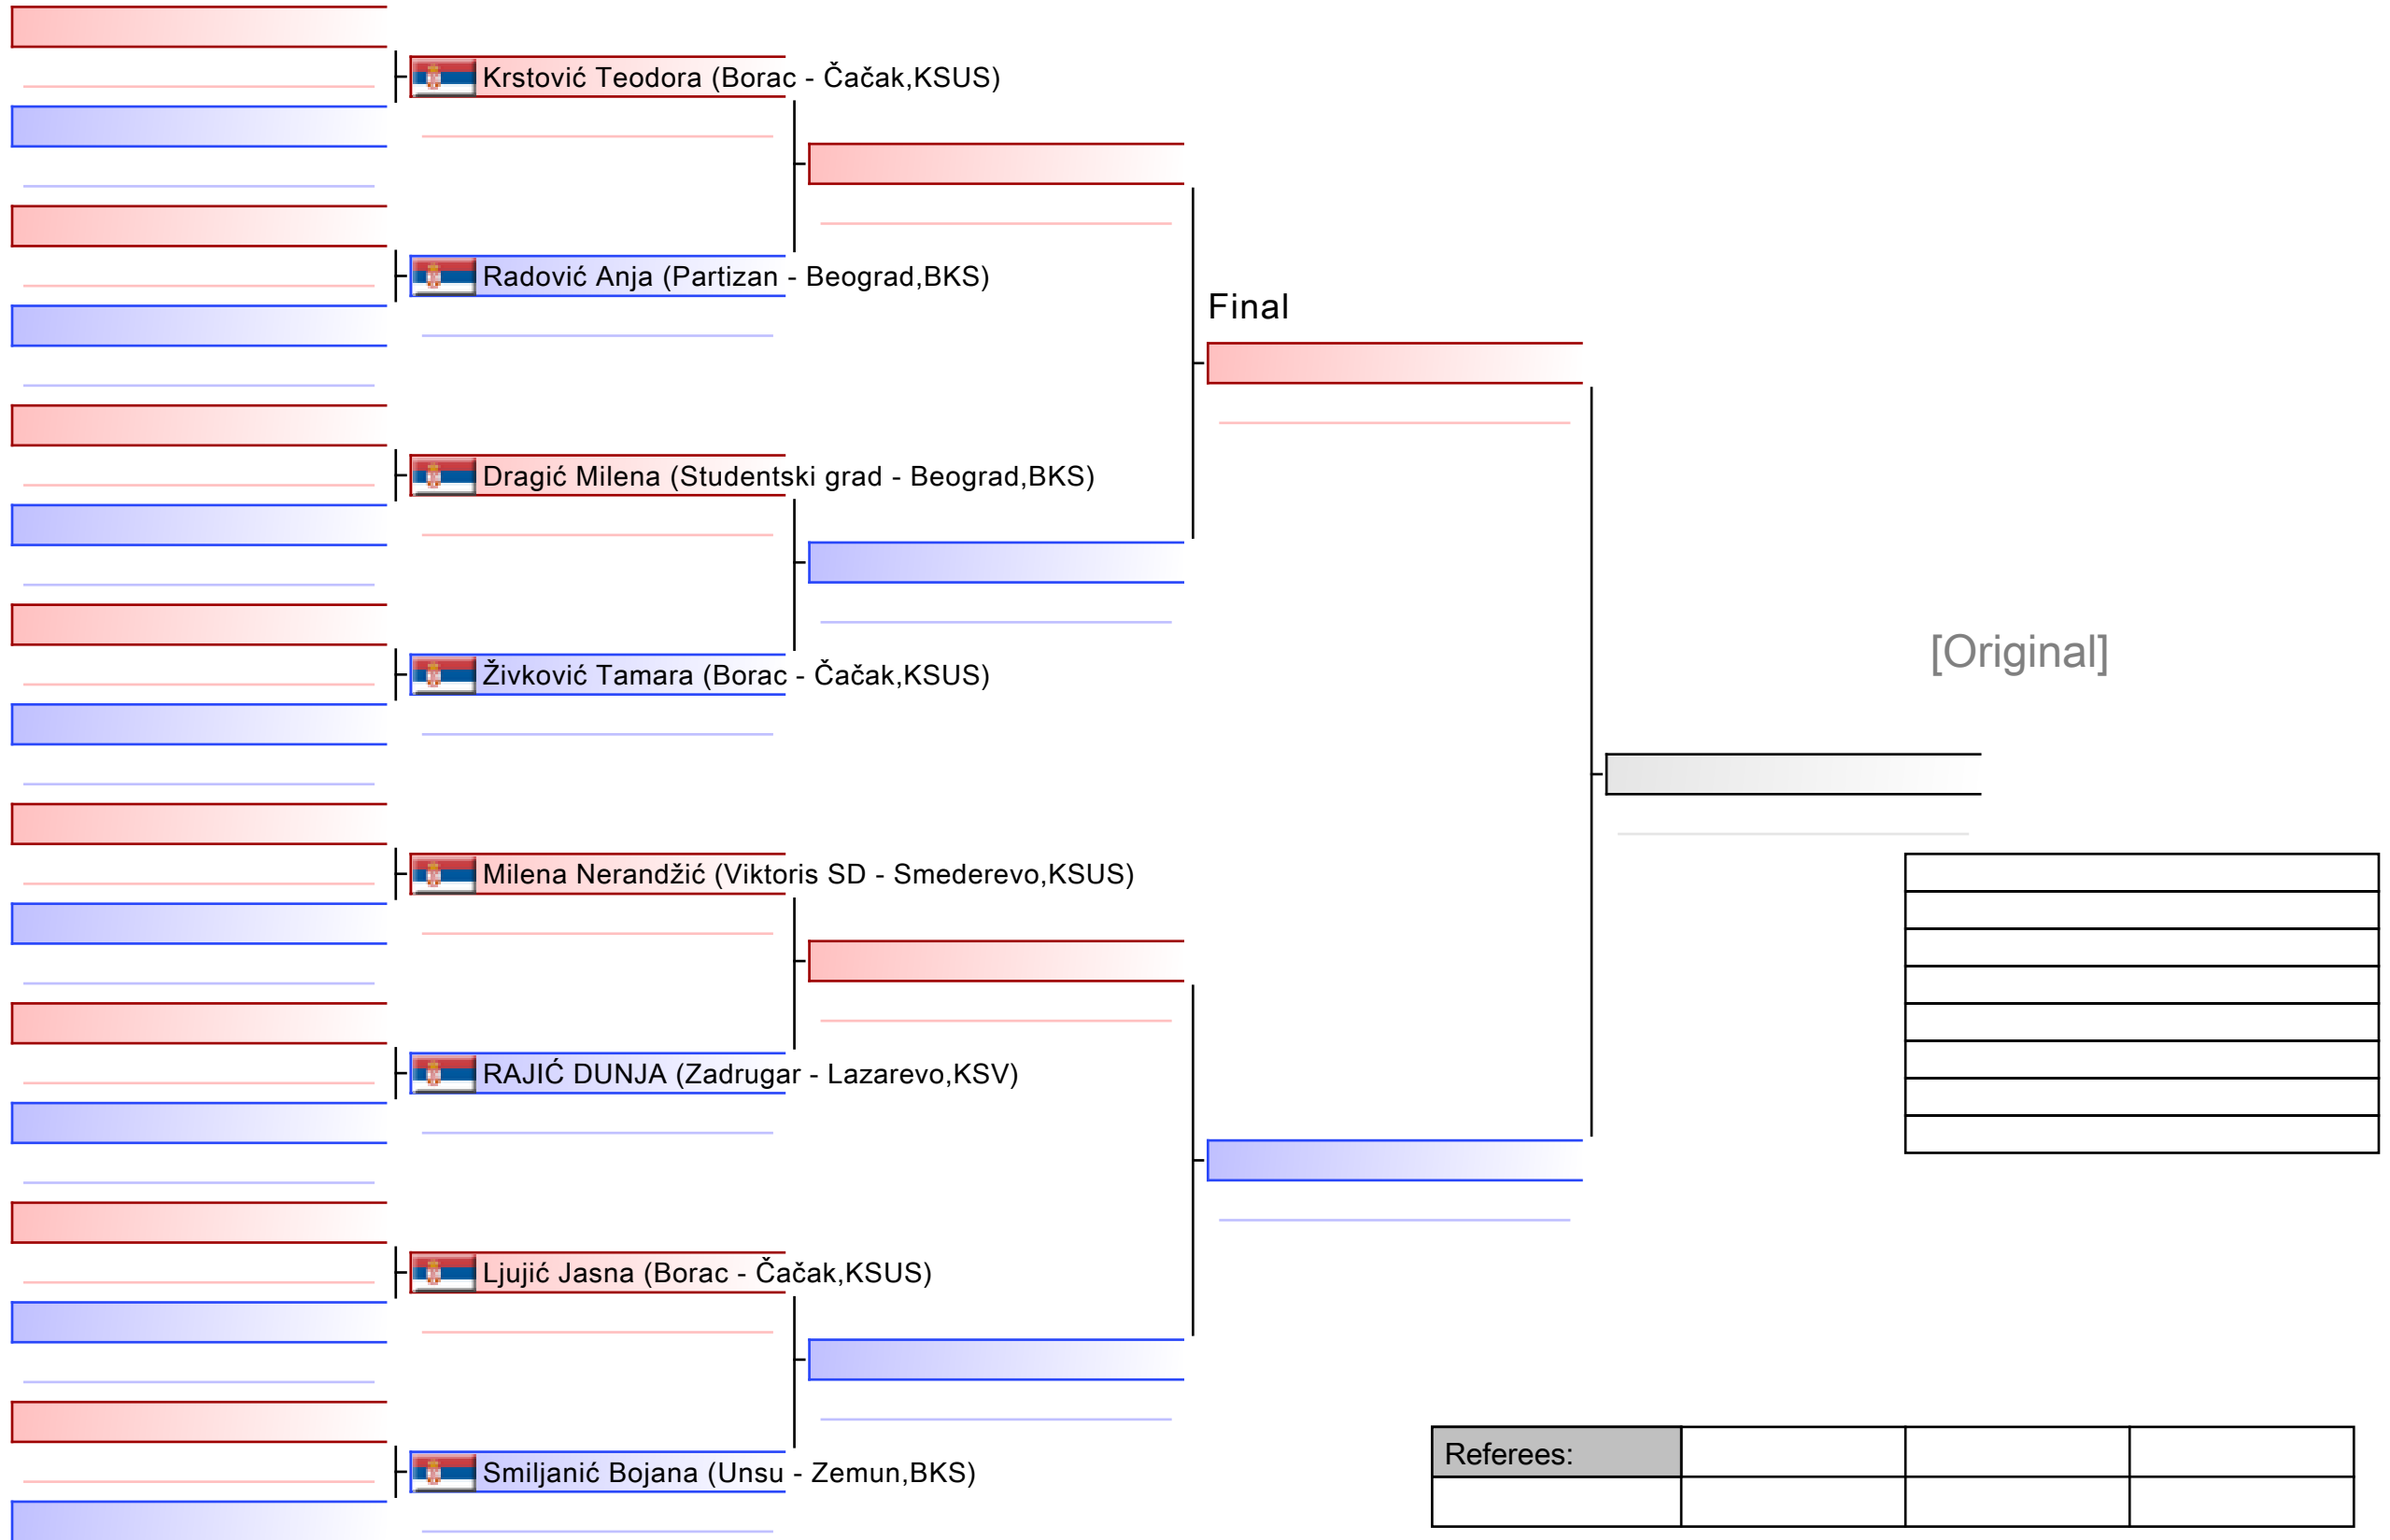 Krstović Teodora (Borac - Čačak,KSUS)
Radović Anja (Partizan - Beograd,BKS)
Final
Dragić Milena (Studentski grad - Beograd,BKS)
[Original]
Živković Tamara (Borac - Čačak,KSUS)
Milena Nerandžić (Viktoris SD - Smederevo,KSUS)
RAJIĆ DUNJA (Zadrugar - Lazarevo,KSV)
Ljujić Jasna (Borac - Čačak,KSUS)
Referees:
Smiljanić Bojana (Unsu - Zemun,BKS)